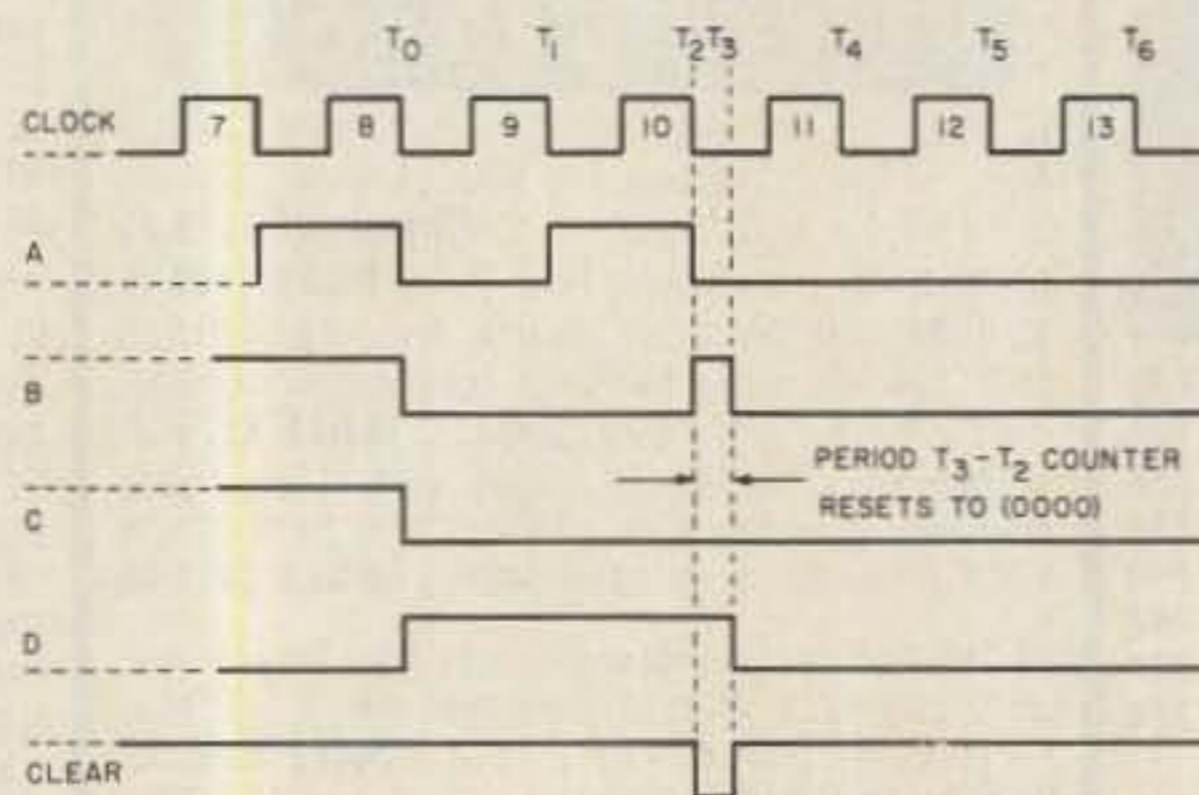 T0 T1 T2 T3 T4 T5 T6
CLOCK 7 8 9 10 11 12 13
A
B
PERIOD T3-T2 COUNTER
RESETS TO (0000)
C
D
CLEAR